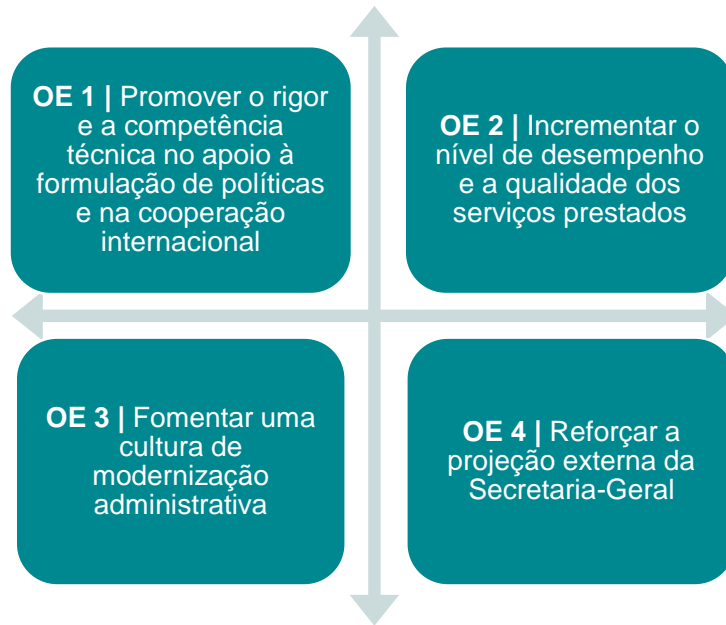 OE 1 | Promover o rigor
e a competência
técnica no apoio à
formulação de políticas
e na cooperação
internacional
OE 2 | Incrementar o
nível de desempenho
e a qualidade dos
serviços prestados
OE 3 | Fomentar uma
cultura de
modernização
administrativa
OE 4 | Reforçar a
projeção externa da
Secretaria-Geral